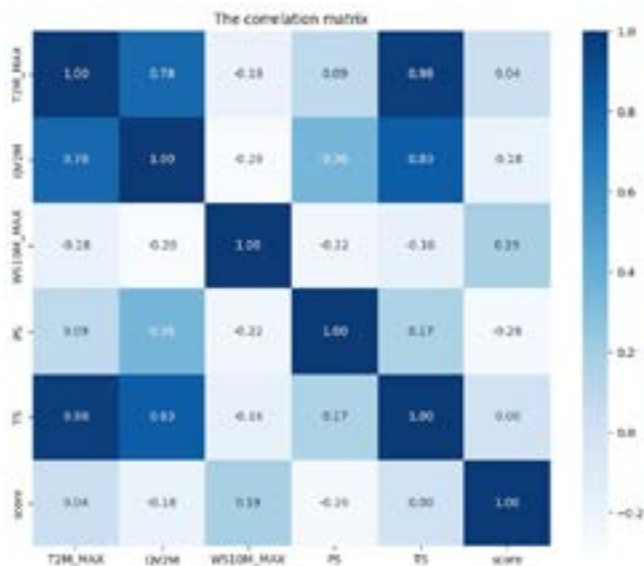 The correlation matrix
T2M_MAX 1.00 0.78 0.09 0.98 0.04
QV2M 0.78 1.00 -0.20 0.36 0.83 -0.18
WS10M_MAX -0.18 -0.20 1.00 -0.22 -0.16
PS 0.09 0.36 -0.22 1.00 0.17
TS 0.98 0.83 -0.16 0.17 1.00 0.00
score 0.04 -0.18 0.00 1.00
T2M_MAX QV2M WS10M_MAX PS TS score
1.0
0.8
0.6
0.4
0.2
0.0
-0.2